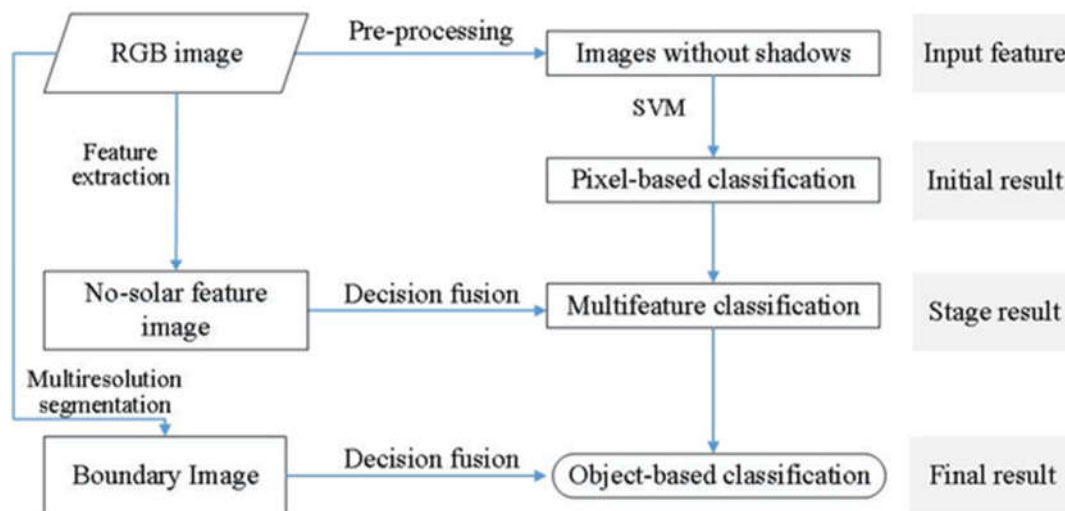 RGB image
Pre-processing
Images without shadows
Input feature
SVM
Feature
extraction
Pixel-based classification
Initial result
No-solar feature
image
Decision fusion
Multifeature classification
Stage result
Multiresolution
segmentation
Boundary Image
Decision fusion
Object-based classification
Final result